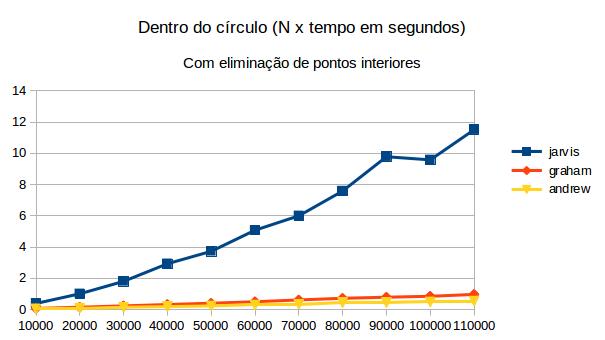 Dentro do círculo (N x tempo em segundos)
Com eliminação de pontos interiores
14
12
10
8
6
4
2
0
10000 20000 30000 40000 50000 60000 70000 80000 90000 100000 110000
jarvis
graham
andrew